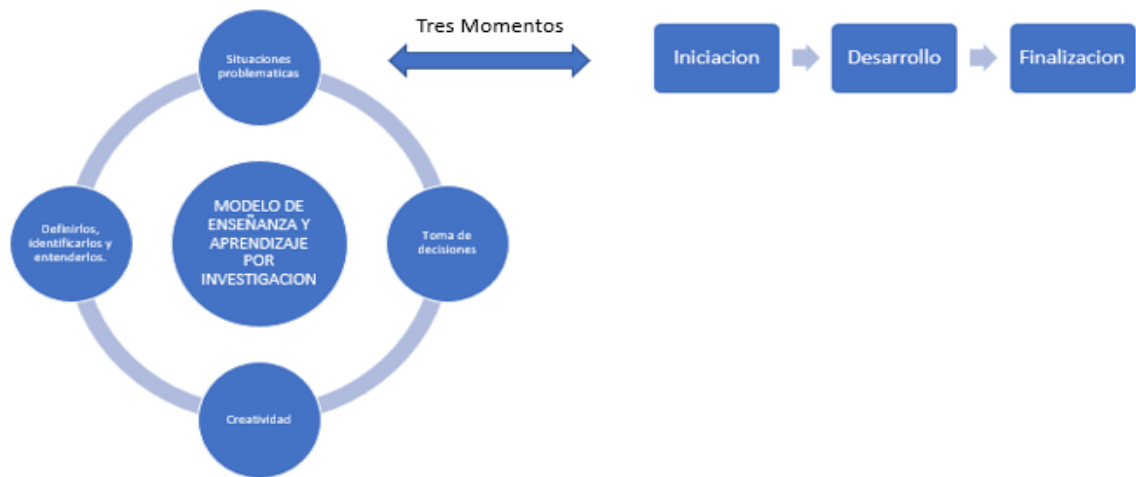 Tres Momentos
Situaciones
problematicas
Iniciacion
Desarrollo
Finalizacion
MODELO DE
ENSEÑANZA Y
APRENDIZAJE
POR
INVESTIGACION
Definirlos,
identificarlos y
entenderlos.
Toma de
decisiones
Creatividad